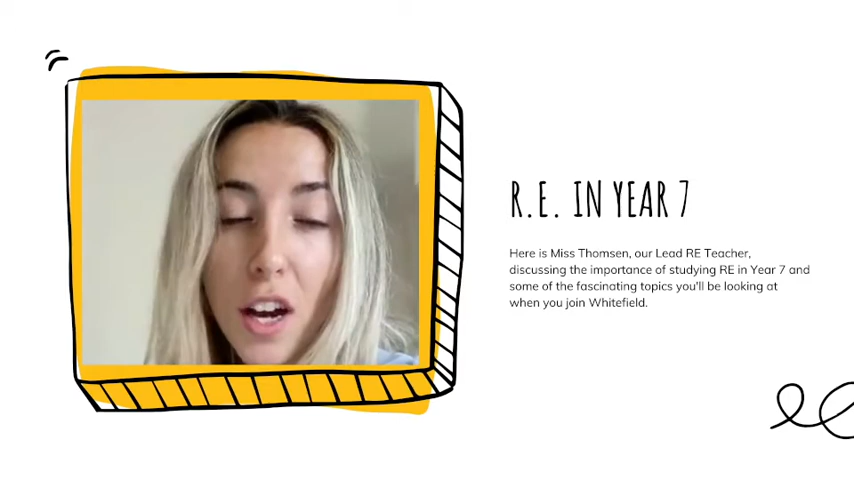 R.E. IN YEAR 7
Here is Miss Thomsen, our Lead RE Teacher,
discussing the importance of studying RE in Year 7 and
some of the fascinating topics you'll be looking at
when you join Whitefield.